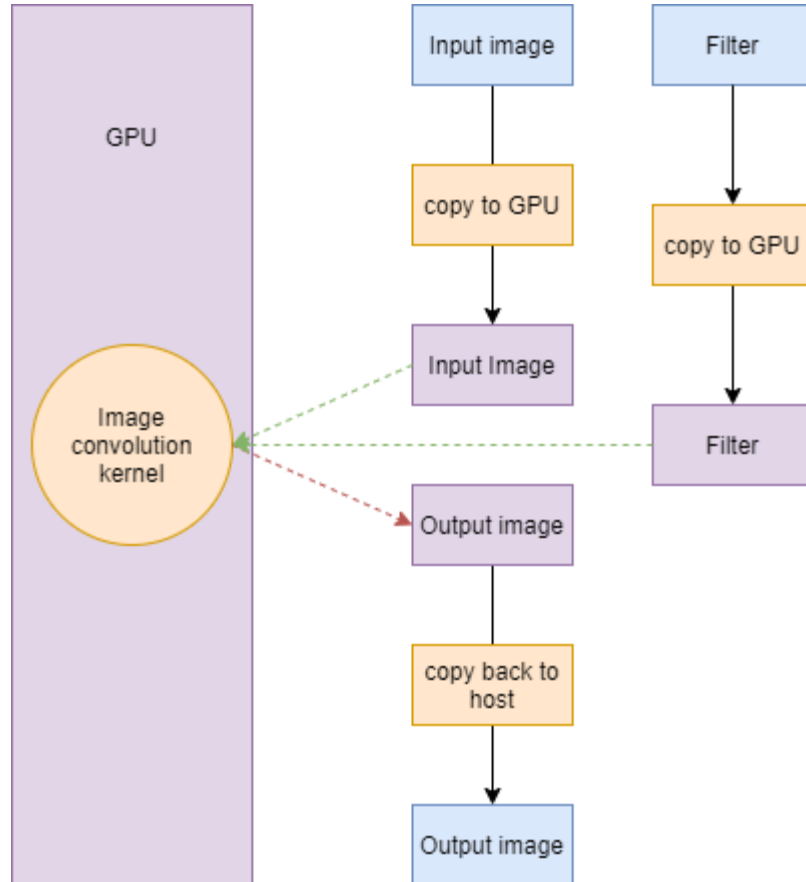 Input image
Filter
GPU
copy to GPU
copy to GPU
Input Image
Image
convolution
kernel
Filter
Output image
copy back to
host
Output image